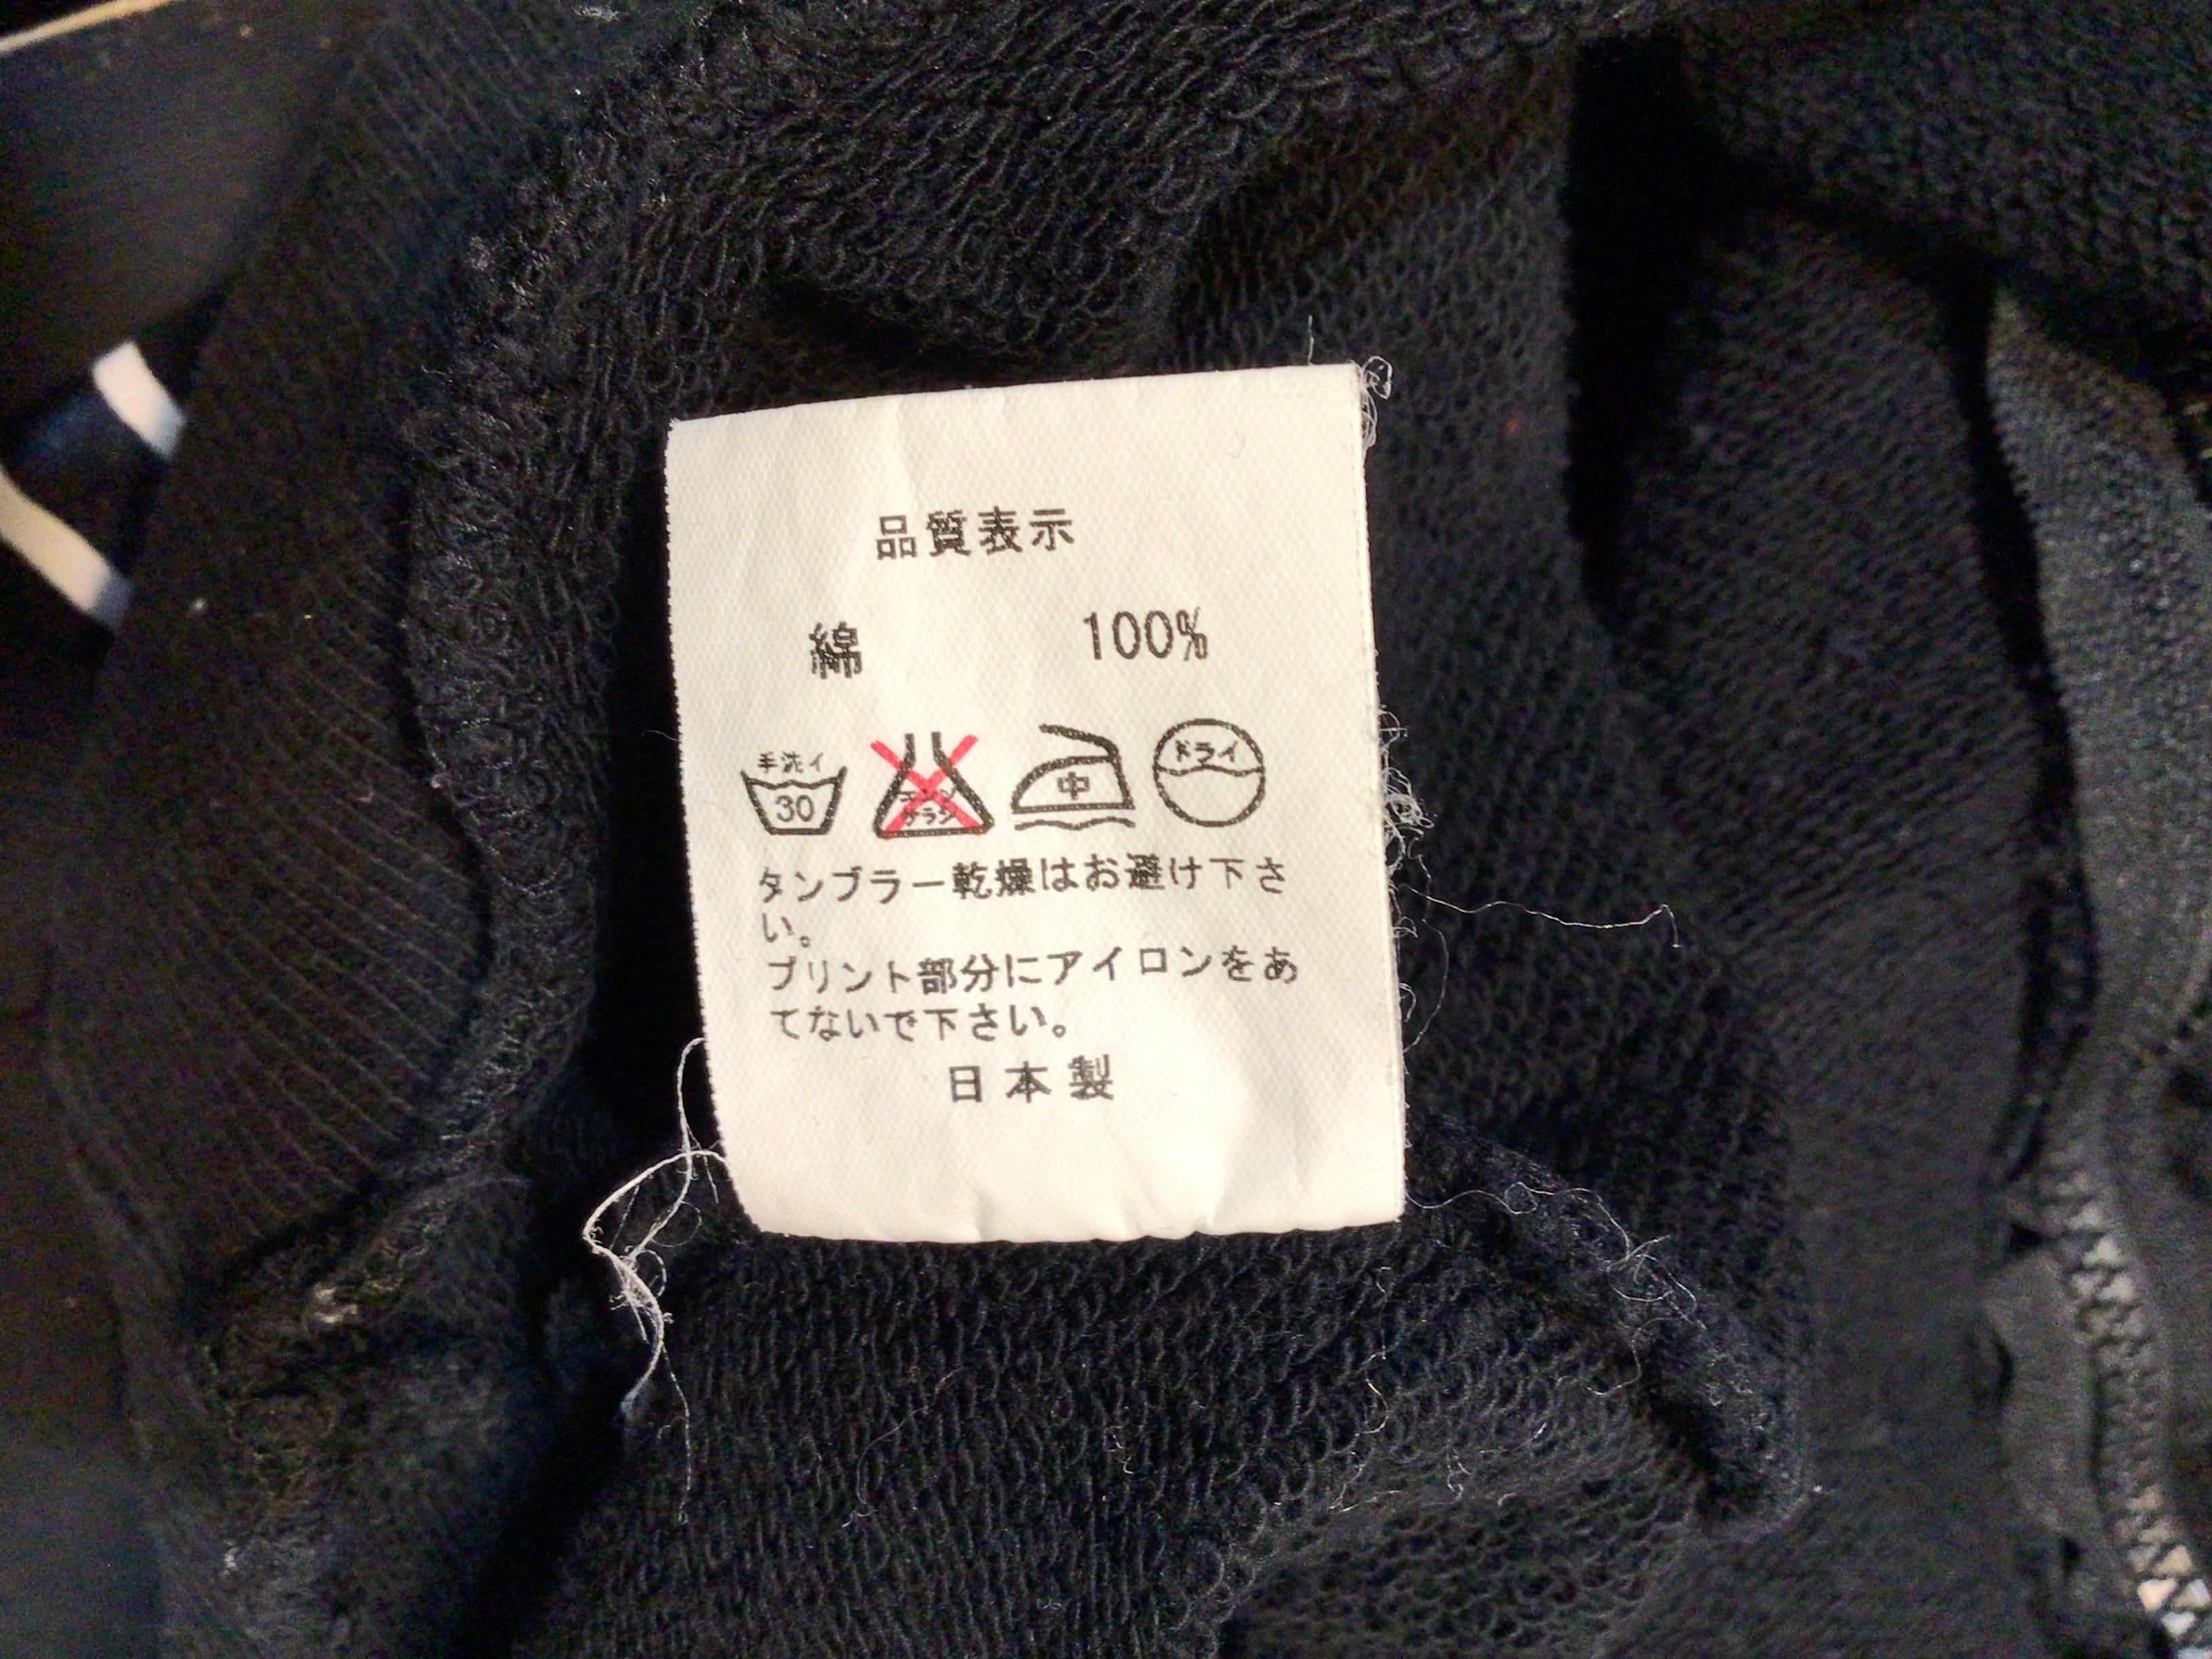 品質表示
綿 100%
手洗イ
30
中
ドライ
タンブラー乾燥はお避け下さ
い。
プリント部分にアイロンをあ
てないで下さい。
日本製